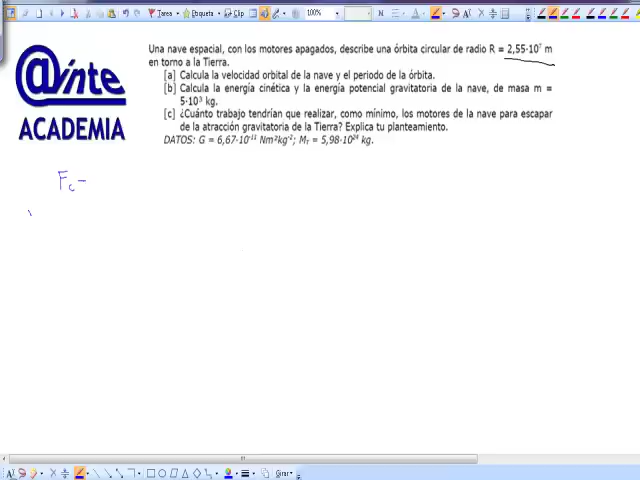 Tarea Etiqueta Clip 100% N A
@vinte
ACADEMIA
Una nave espacial, con los motores apagados, describe una órbita circular de radio R = 2,55·10⁷ m
en torno a la Tierra.
[a] Calcula la velocidad orbital de la nave y el periodo de la órbita.
[b] Calcula la energía cinética y la energía potencial gravitatoria de la nave, de masa m =
5·10³ kg.
[c] ¿Cuánto trabajo tendrían que realizar, como mínimo, los motores de la nave para escapar
de la atracción gravitatoria de la Tierra? Explica tu planteamiento.
DATOS: G = 6,67·10⁻¹¹ Nm²kg⁻²; M_T = 5,98·10²⁴ kg.
F_c –
Girar